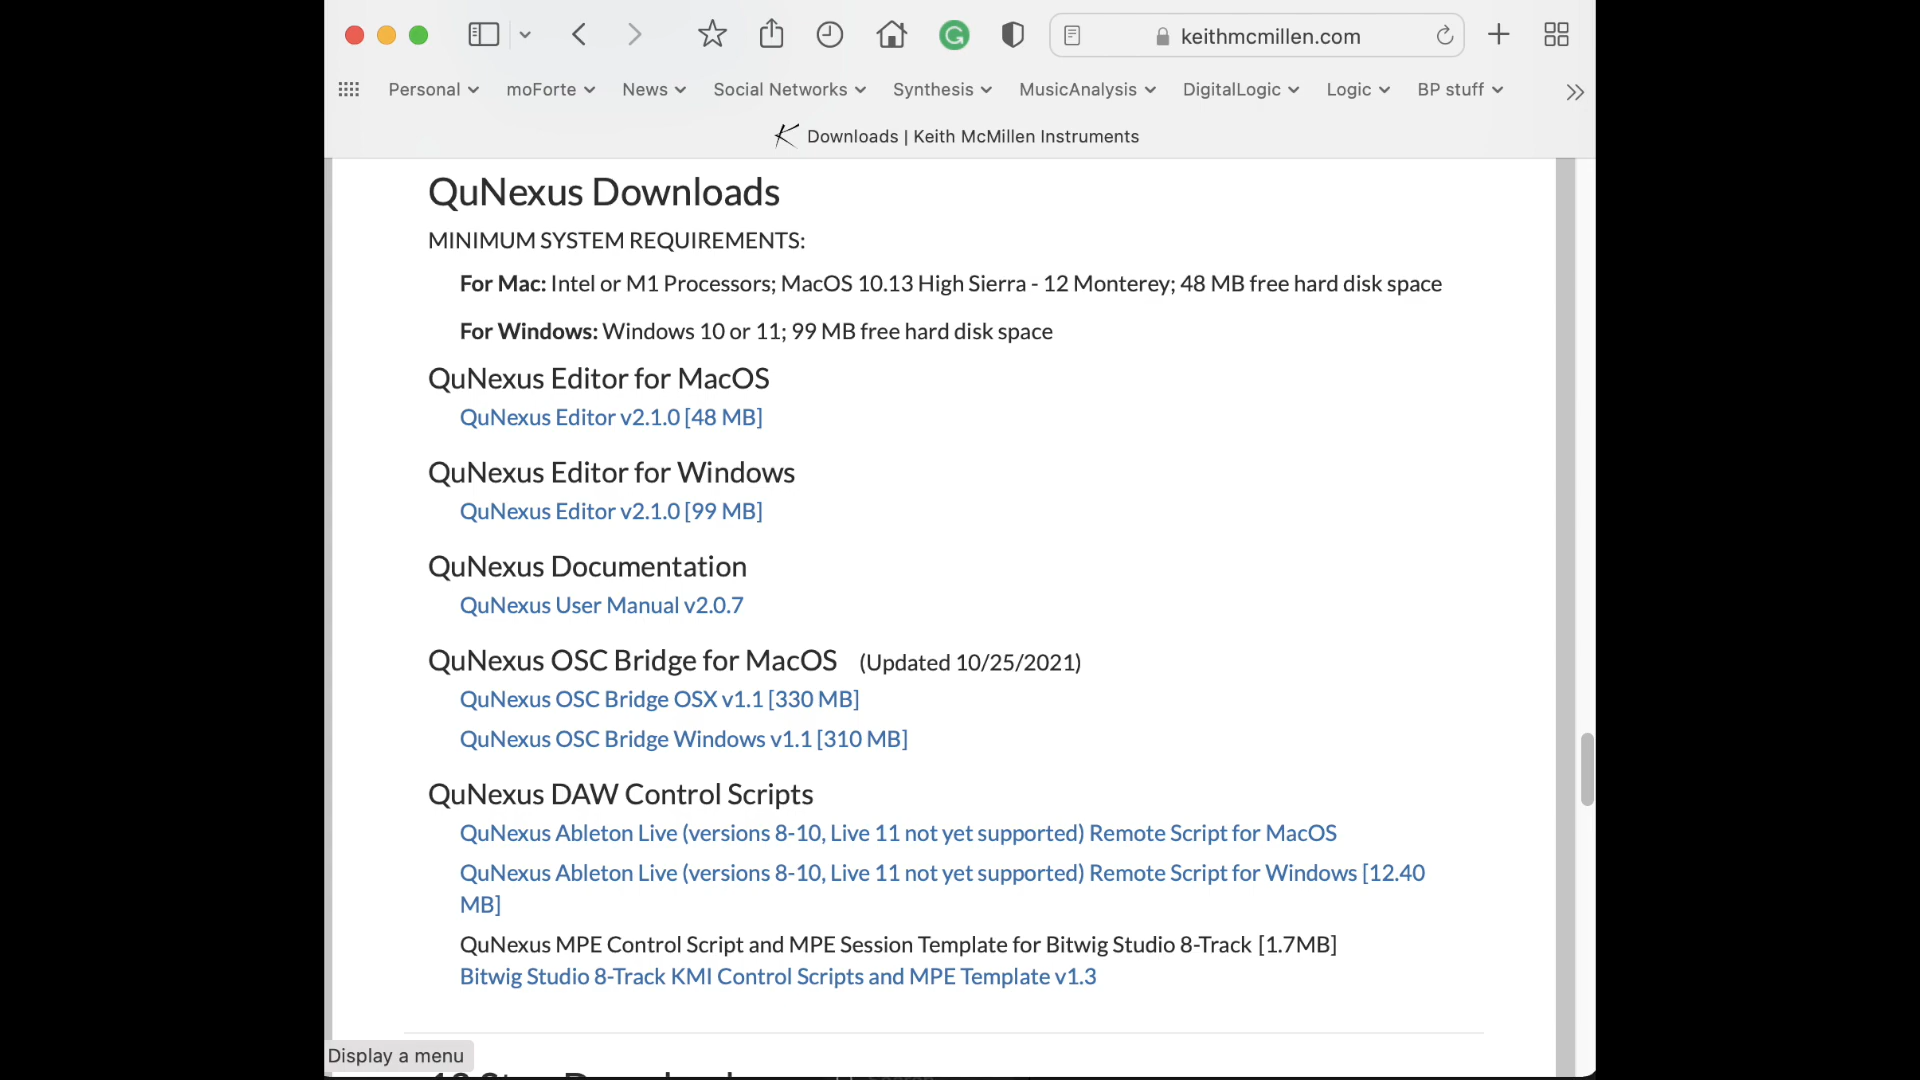 keithmcmillen.com
Personal
moForte
News
Social Networks
Synthesis
MusicAnalysis
DigitalLogic
Logic
BP stuff
Downloads | Keith McMillen Instruments
QuNexus Downloads
MINIMUM SYSTEM REQUIREMENTS:
For Mac: Intel or M1 Processors; MacOS 10.13 High Sierra - 12 Monterey; 48 MB free hard disk space
For Windows: Windows 10 or 11; 99 MB free hard disk space
QuNexus Editor for MacOS
QuNexus Editor v2.1.0 [48 MB]
QuNexus Editor for Windows
QuNexus Editor v2.1.0 [99 MB]
QuNexus Documentation
QuNexus User Manual v2.0.7
QuNexus OSC Bridge for MacOS (Updated 10/25/2021)
QuNexus OSC Bridge OSX v1.1 [330 MB]
QuNexus OSC Bridge Windows v1.1 [310 MB]
QuNexus DAW Control Scripts
QuNexus Ableton Live (versions 8-10, Live 11 not yet supported) Remote Script for MacOS
QuNexus Ableton Live (versions 8-10, Live 11 not yet supported) Remote Script for Windows [12.40
MB]
QuNexus MPE Control Script and MPE Session Template for Bitwig Studio 8-Track [1.7MB]
Bitwig Studio 8-Track KMI Control Scripts and MPE Template v1.3
Display a menu